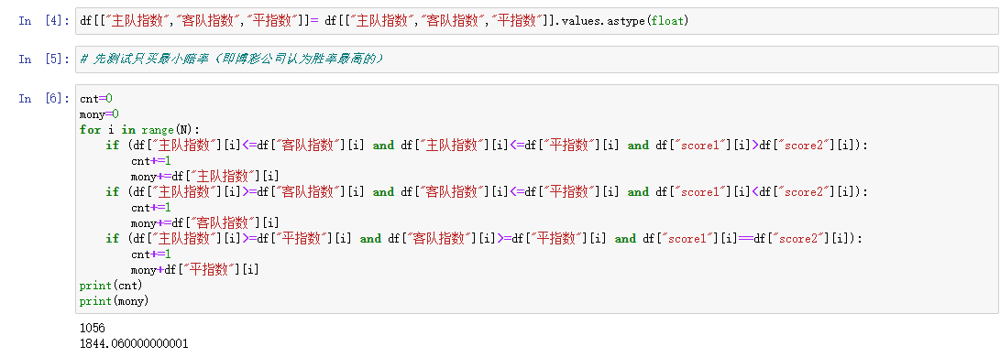 In [4]: df[["主队指数","客队指数","平指数"]]= df[["主队指数","客队指数","平指数"]].values.astype(float)
In [5]: # 先测试只买最小赔率（即博彩公司认为胜率最高的）
In [6]: cnt=0
mony=0
for i in range(N):
    if (df["主队指数"][i]<=df["客队指数"][i] and df["主队指数"][i]<=df["平指数"][i] and df["score1"][i]>df["score2"][i]):
        cnt+=1
        mony+=df["主队指数"][i]
    if (df["主队指数"][i]>=df["客队指数"][i] and df["客队指数"][i]<=df["平指数"][i] and df["score1"][i]<df["score2"][i]):
        cnt+=1
        mony+=df["客队指数"][i]
    if (df["主队指数"][i]>=df["平指数"][i] and df["客队指数"][i]>=df["平指数"][i] and df["score1"][i]==df["score2"][i]):
        cnt+=1
        mony+df["平指数"][i]
print(cnt)
print(mony)
1056
1844.060000000001